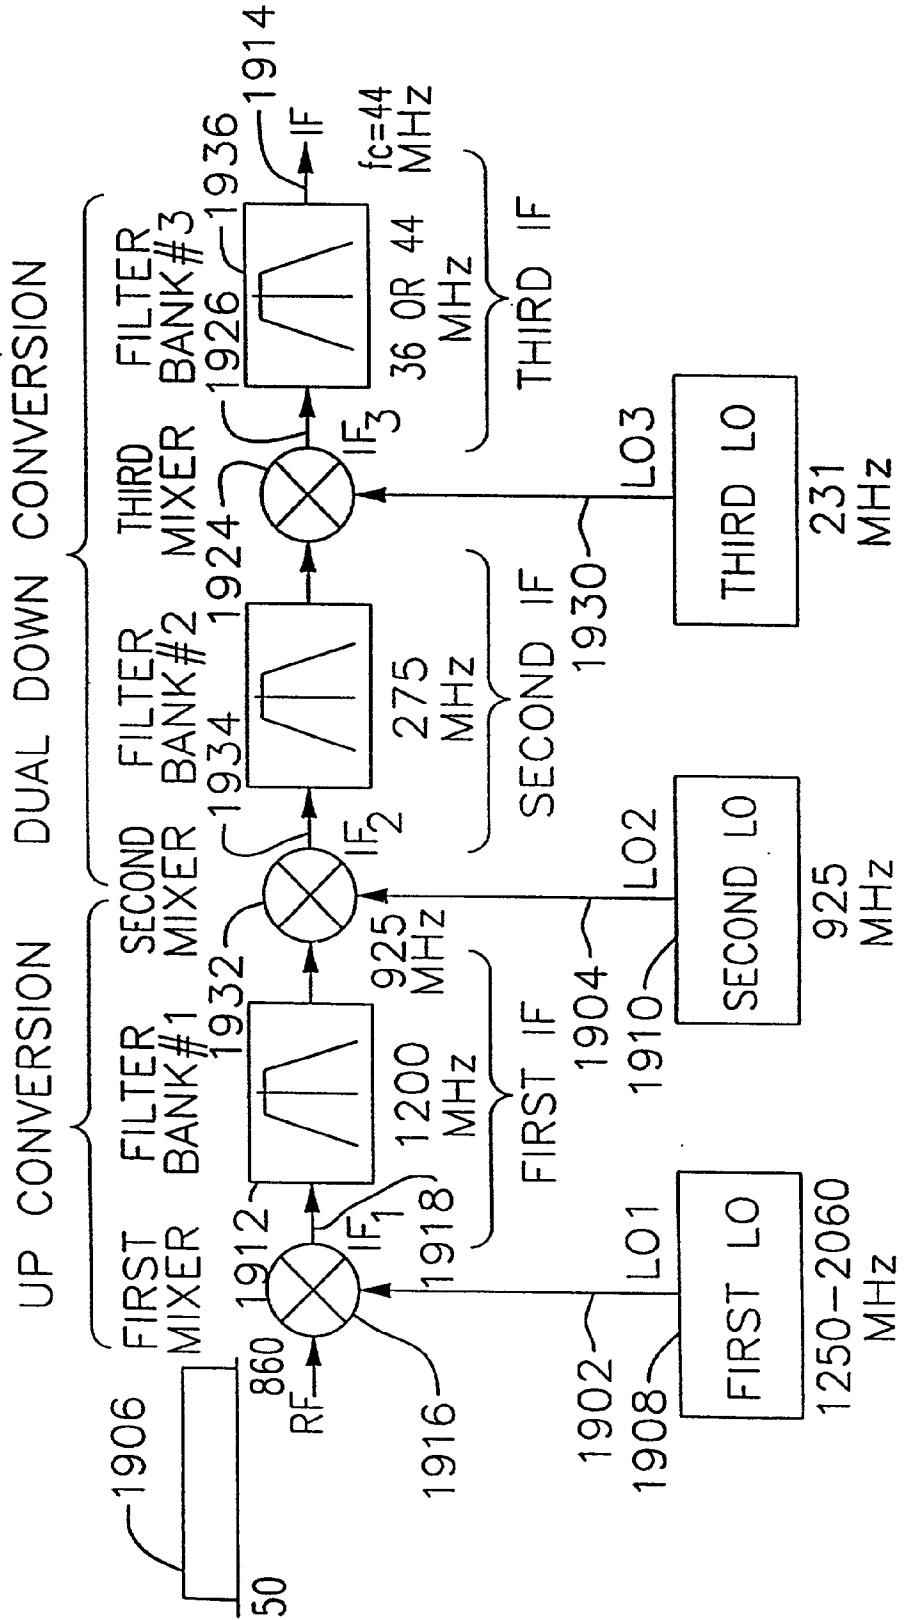 UP CONVERSION
DUAL DOWN CONVERSION
FIRST
MIXER
FILTER
BANK#1
SECOND
MIXER
FILTER
BANK#2
THIRD
MIXER
FILTER
BANK#3
1906
50
860
RF
1912
1932
1934
1924
1926
1936
1914
IF
1916
IF1
1918
1200
MHz
925
MHz
IF2
275
MHz
IF3
36 OR 44
MHz
fc=44
MHz
FIRST IF
SECOND IF
THIRD IF
1902
1908
LO1
1904
1910
LO2
1930
LO3
FIRST LO
SECOND LO
THIRD LO
1250-2060
MHz
925
MHz
231
MHz